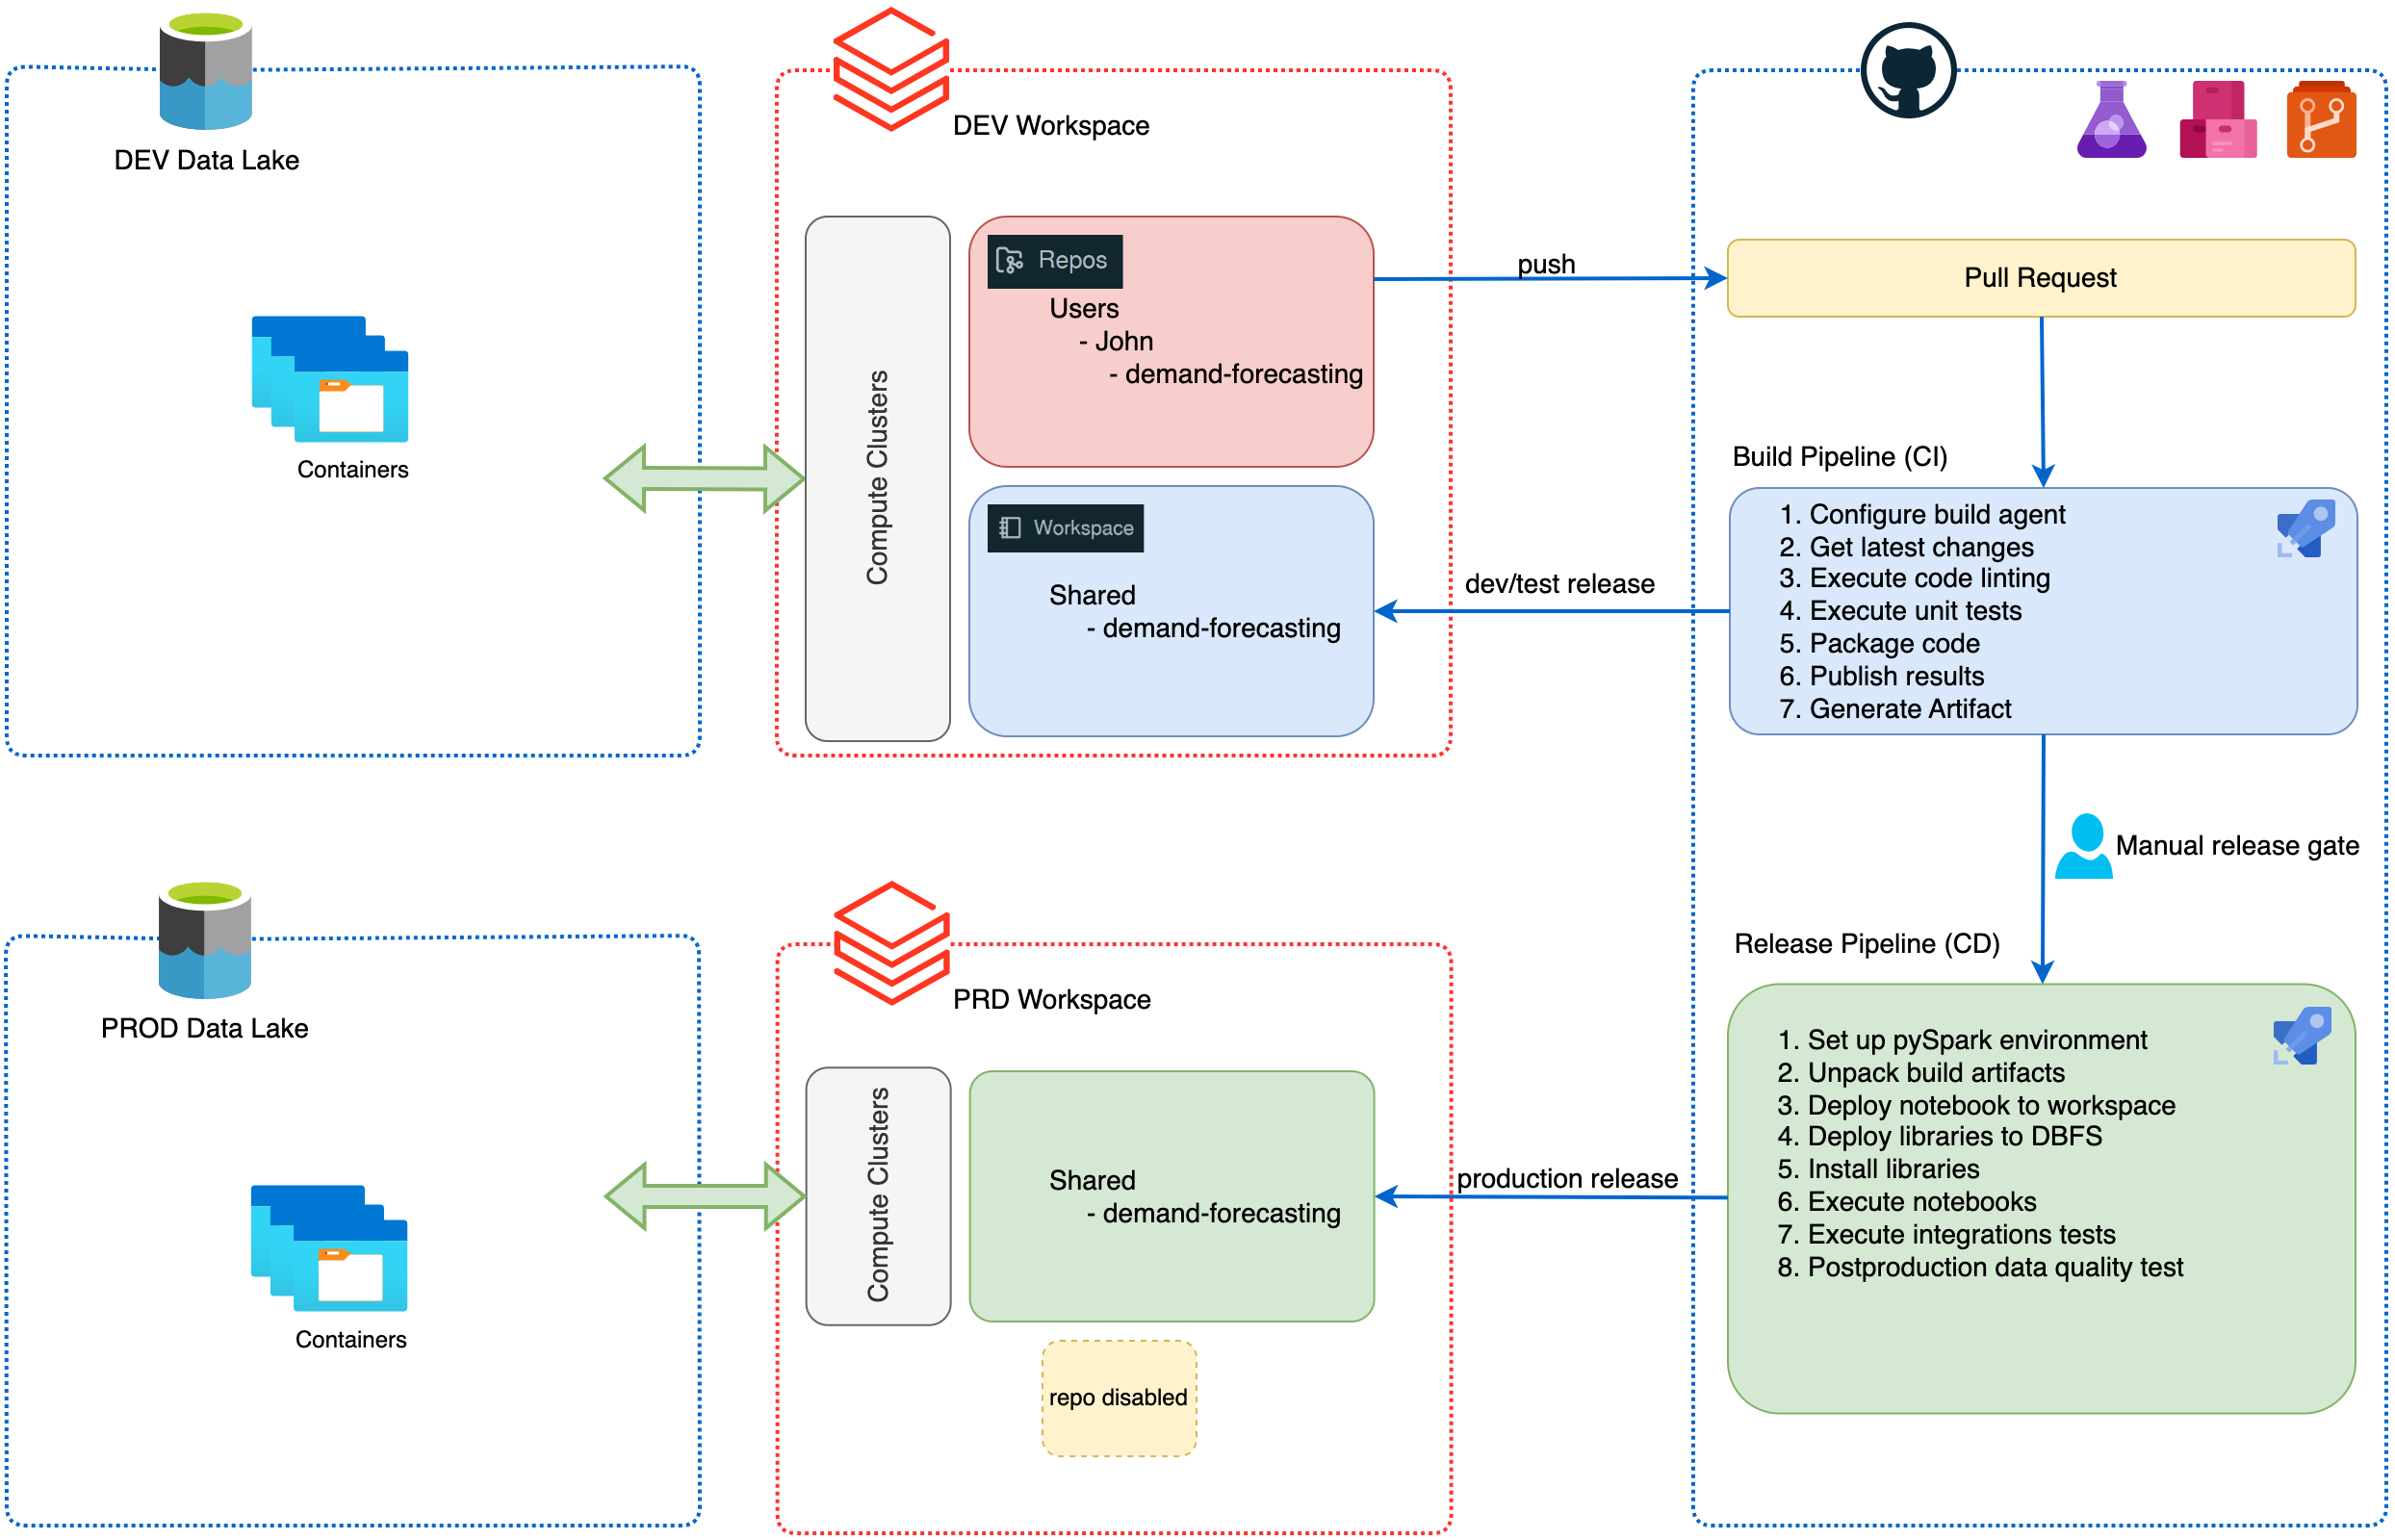 DEV Data Lake
Containers
DEV Workspace
Compute Clusters
Repos
Users
- John
- demand-forecasting
Workspace
Shared
- demand-forecasting
push
dev/test release
Pull Request
Build Pipeline (CI)
1. Configure build agent
2. Get latest changes
3. Execute code linting
4. Execute unit tests
5. Package code
6. Publish results
7. Generate Artifact
Manual release gate
PROD Data Lake
Containers
PRD Workspace
Compute Clusters
Shared
- demand-forecasting
repo disabled
production release
Release Pipeline (CD)
1. Set up pySpark environment
2. Unpack build artifacts
3. Deploy notebook to workspace
4. Deploy libraries to DBFS
5. Install libraries
6. Execute notebooks
7. Execute integrations tests
8. Postproduction data quality test